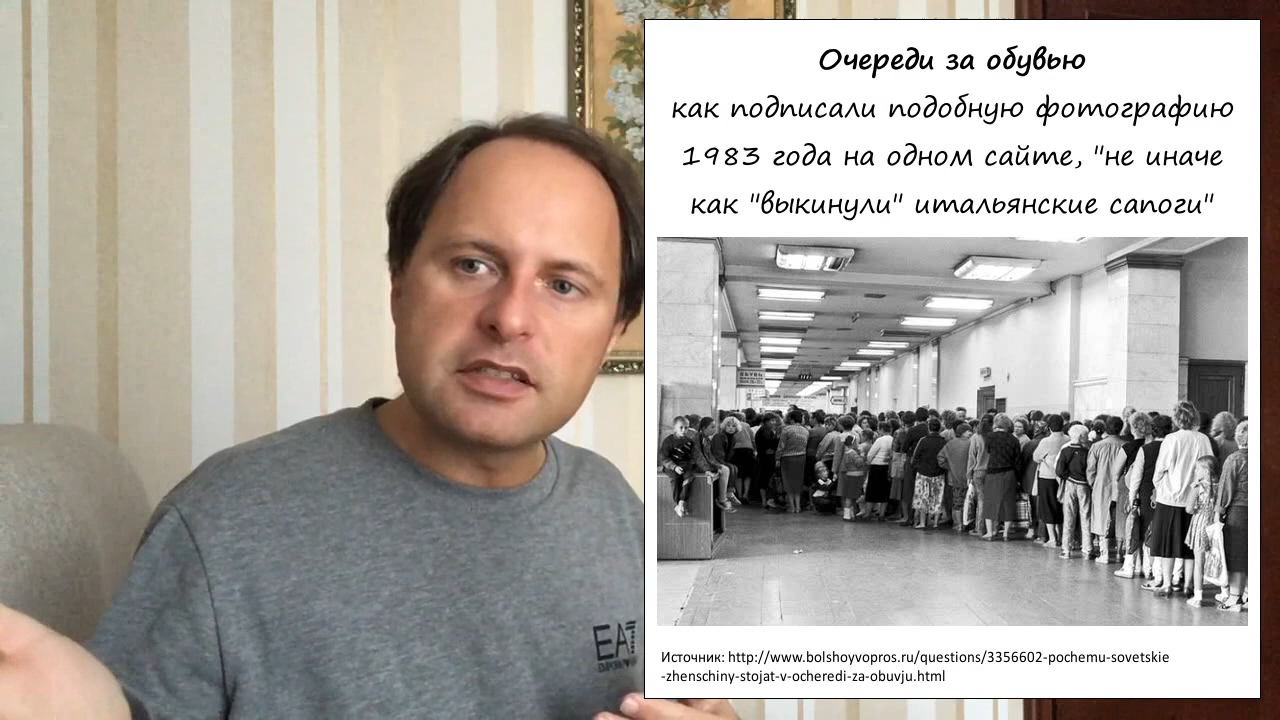 Очереди за обувью
как подписали подобную фотографию
1983 года на одном сайте, "не иначе
как "выкинули" итальянские сапоги"
Источник: http://www.bolshoyvopros.ru/questions/3356602-pochemu-sovetskie
-zhenschiny-stojat-v-ocheredi-za-obuvju.html
ОБУВЬ
EA7